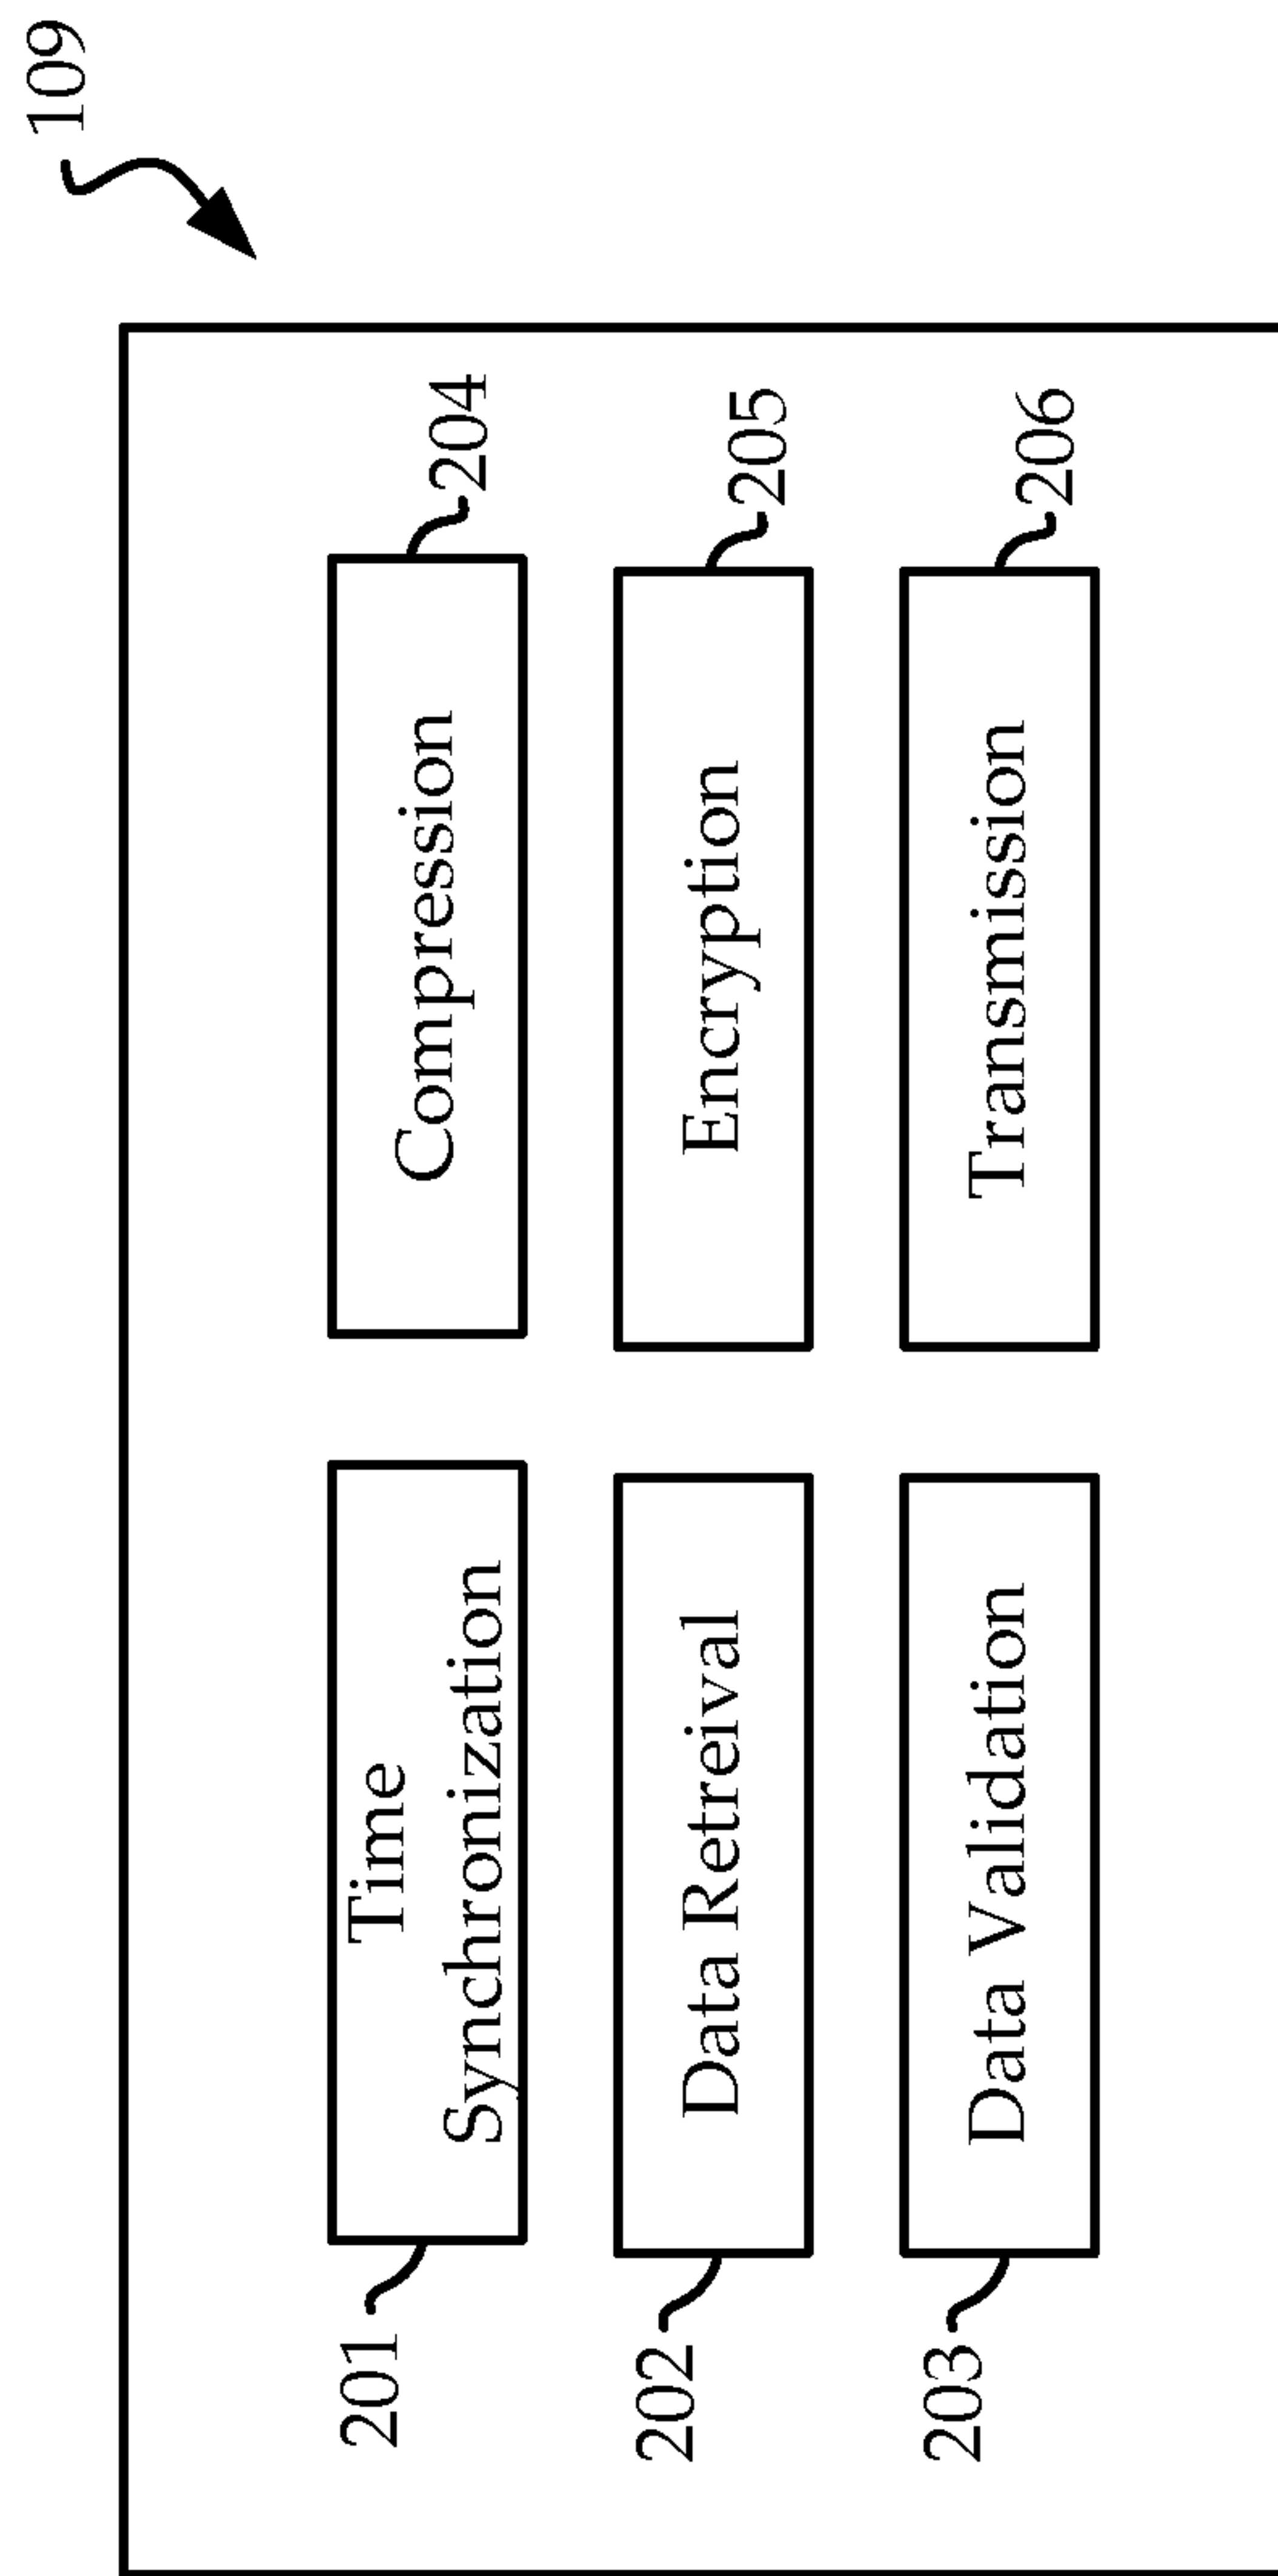 109
201
Time
Synchronization
Compression
204
202
Data Retreival
Encryption
205
203
Data Validation
Transmission
206